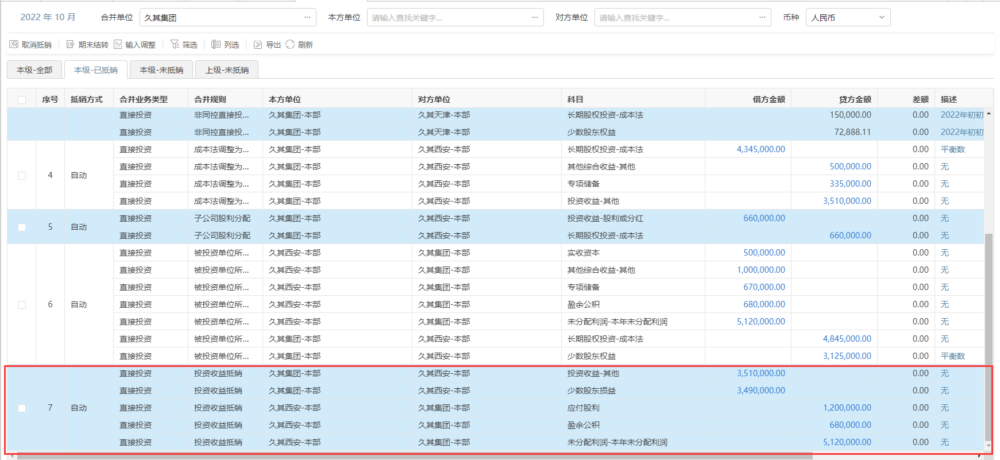 2022 年 10 月 合并单位 久其集团 ... 本方单位 请输入查找关键字... ... 对方单位 请输入查找关键字... ... 币种 人民币
取消抵销 期末结转 输入调整 筛选 列选 导出 刷新
本级-全部 本级-已抵销 本级-未抵销 上级-未抵销
序号 抵销方式 合并业务类型 合并规则 本方单位 对方单位 科目 借方金额 贷方金额 差额 描述
直接投资 非同控直接投... 久其集团-本部 久其天津-本部 长期股权投资-成本法 150,000.00 0.00 2022年初初
直接投资 非同控直接投... 久其集团-本部 久其天津-本部 少数股东权益 72,888.11 0.00 2022年初初
直接投资 成本法调整为... 久其集团-本部 久其西安-本部 长期股权投资-成本法 4,345,000.00 0.00 平衡数
直接投资 成本法调整为... 久其集团-本部 久其西安-本部 其他综合收益-其他 500,000.00 0.00 无
4 自动
直接投资 成本法调整为... 久其集团-本部 久其西安-本部 专项储备 335,000.00 0.00 无
直接投资 成本法调整为... 久其集团-本部 久其西安-本部 投资收益-其他 3,510,000.00 0.00 无
直接投资 子公司股利分配 久其集团-本部 久其西安-本部 投资收益-股利或分红 660,000.00 0.00 无
5 自动
直接投资 子公司股利分配 久其集团-本部 久其西安-本部 长期股权投资-成本法 660,000.00 0.00 无
直接投资 被投资单位所... 久其西安-本部 久其集团-本部 实收资本 500,000.00 0.00 无
直接投资 被投资单位所... 久其西安-本部 久其集团-本部 其他综合收益-其他 1,000,000.00 0.00 无
直接投资 被投资单位所... 久其西安-本部 久其集团-本部 专项储备 670,000.00 0.00 无
6 自动 直接投资 被投资单位所... 久其西安-本部 久其集团-本部 盈余公积 680,000.00 0.00 无
直接投资 被投资单位所... 久其西安-本部 久其集团-本部 未分配利润-本年未分配利润 5,120,000.00 0.00 无
直接投资 被投资单位所... 久其集团-本部 久其西安-本部 长期股权投资-成本法 4,845,000.00 0.00 无
直接投资 被投资单位所... 久其集团-本部 久其西安-本部 少数股东权益 3,125,000.00 0.00 平衡数
直接投资 投资收益抵销 久其集团-本部 久其西安-本部 投资收益-其他 3,510,000.00 0.00 无
直接投资 投资收益抵销 久其集团-本部 久其西安-本部 少数股东损益 3,490,000.00 0.00 无
7 自动 直接投资 投资收益抵销 久其西安-本部 久其集团-本部 应付股利 1,200,000.00 0.00 无
直接投资 投资收益抵销 久其西安-本部 久其集团-本部 盈余公积 680,000.00 0.00 无
直接投资 投资收益抵销 久其西安-本部 久其集团-本部 未分配利润-本年未分配利润 5,120,000.00 0.00 无